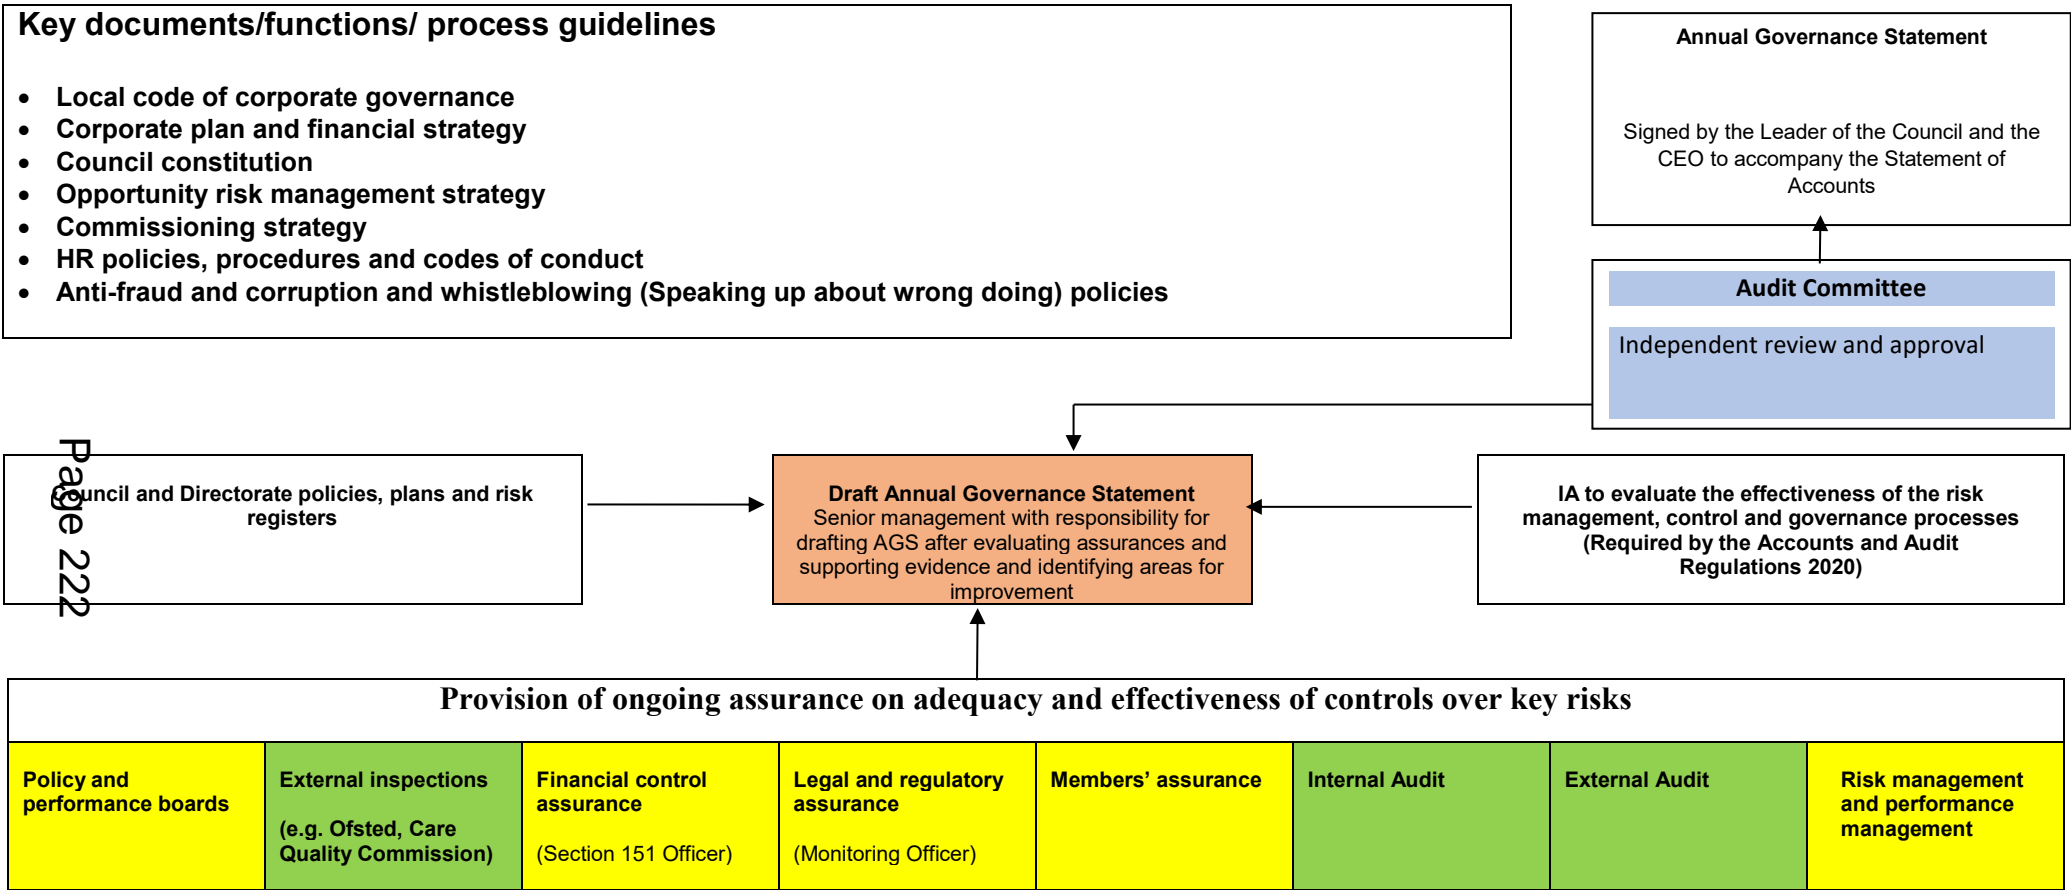 Key documents/functions/ process guidelines
• Local code of corporate governance
• Corporate plan and financial strategy
• Council constitution
• Opportunity risk management strategy
• Commissioning strategy
• HR policies, procedures and codes of conduct
• Anti-fraud and corruption and whistleblowing (Speaking up about wrong doing) policies
Annual Governance Statement
Signed by the Leader of the Council and the
CEO to accompany the Statement of
Accounts
Audit Committee
Independent review and approval
Page 222
Council and Directorate policies, plans and risk
registers
Draft Annual Governance Statement
Senior management with responsibility for
drafting AGS after evaluating assurances and
supporting evidence and identifying areas for
improvement
IA to evaluate the effectiveness of the risk
management, control and governance processes
(Required by the Accounts and Audit
Regulations 2020)
Provision of ongoing assurance on adequacy and effectiveness of controls over key risks
Policy and
performance boards
External inspections
(e.g. Ofsted, Care
Quality Commission)
Financial control
assurance
(Section 151 Officer)
Legal and regulatory
assurance
(Monitoring Officer)
Members’ assurance
Internal Audit
External Audit
Risk management
and performance
management